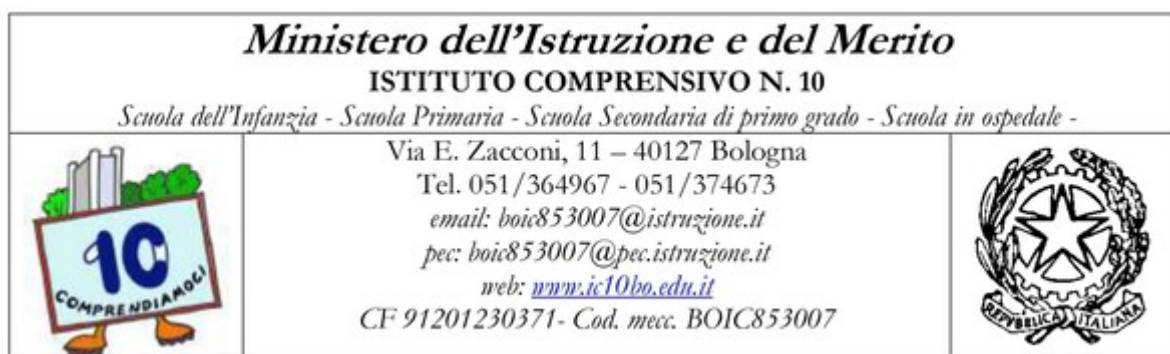 Ministero dell'Istruzione e del Merito
ISTITUTO COMPRENSIVO N. 10
Scuola dell'Infanzia - Scuola Primaria - Scuola Secondaria di primo grado - Scuola in ospedale -
10
COMPRENDIAMOCI
Via E. Zacconi, 11 – 40127 Bologna
Tel. 051/364967 - 051/374673
email: boic853007@istruzione.it
pec: boic853007@pec.istruzione.it
web: www.ic10bo.edu.it
CF 91201230371- Cod. mecc. BOIC853007
REPVBBLICA ITALIANA